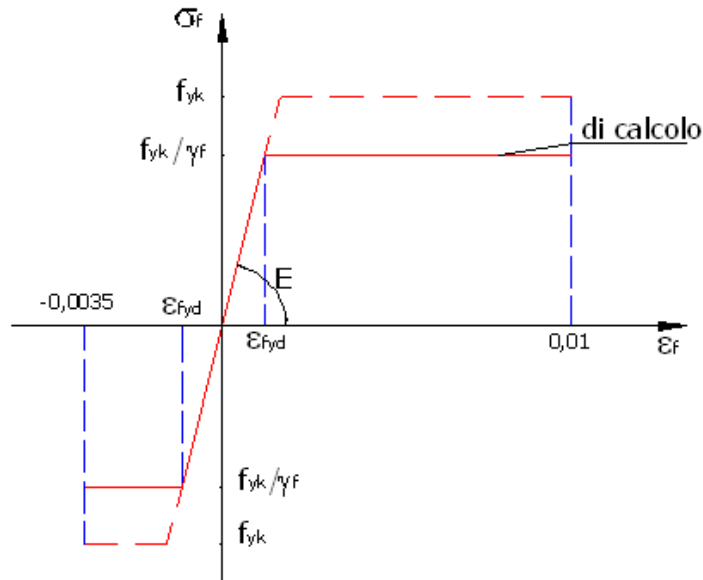 σf
fyk
di calcolo
fyk/γf
E
-0,0035
εfyd
εfyd
0,01
εf
fyk/γf
fyk